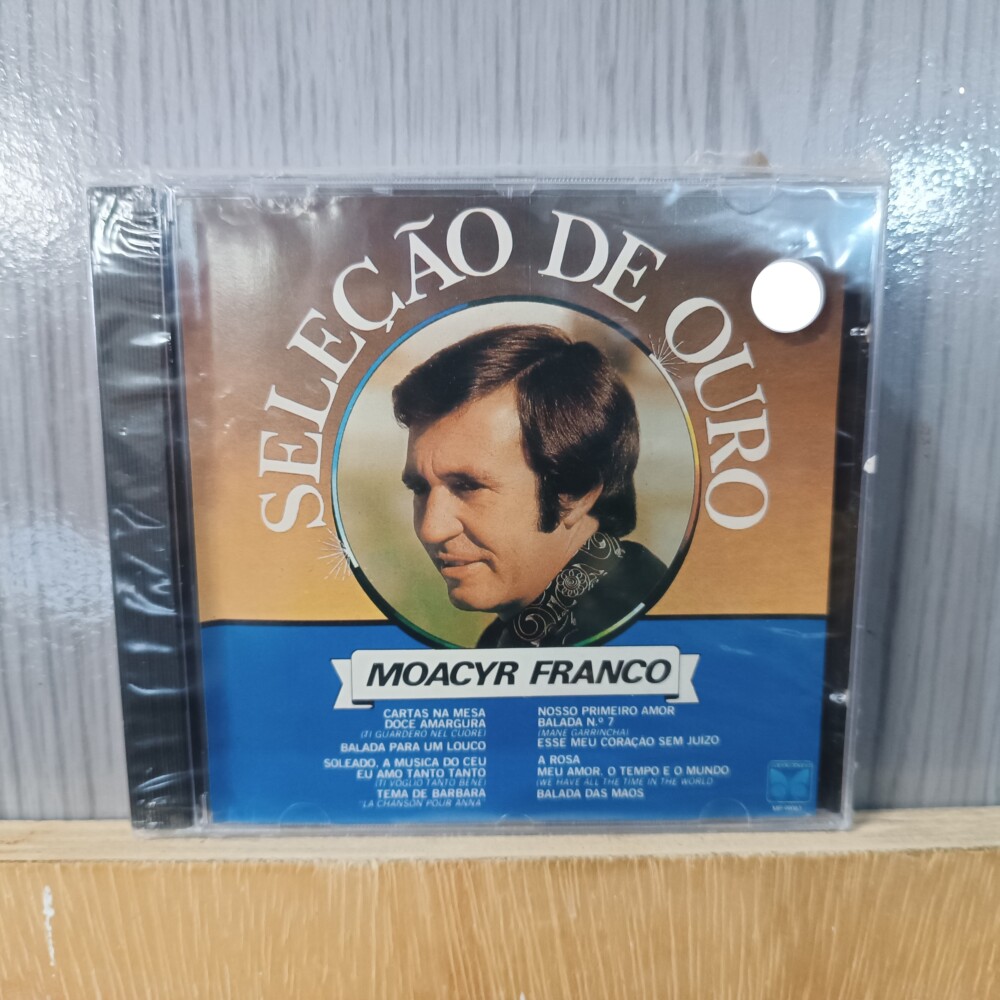 SELEÇÃO DE OURO
MOACYR FRANCO
CARTAS NA MESA
DOCE AMARGURA
(TI GUARDERÒ NEL CUORE)
BALADA PARA UM LOUCO
SOLEADO, A MUSICA DO CEU
EU AMO TANTO TANTO
(TI VOGLIO TANTO BENE)
TEMA DE BARBARA
"LA CHANSON POUR ANNA"
NOSSO PRIMEIRO AMOR
BALADA N.º 7
(MANÉ GARRINCHA)
ESSE MEU CORAÇAO SEM JUIZO
A ROSA
MEU AMOR, O TEMPO E O MUNDO
(WE HAVE ALL THE TIME IN THE WORLD
BALADA DAS MAOS